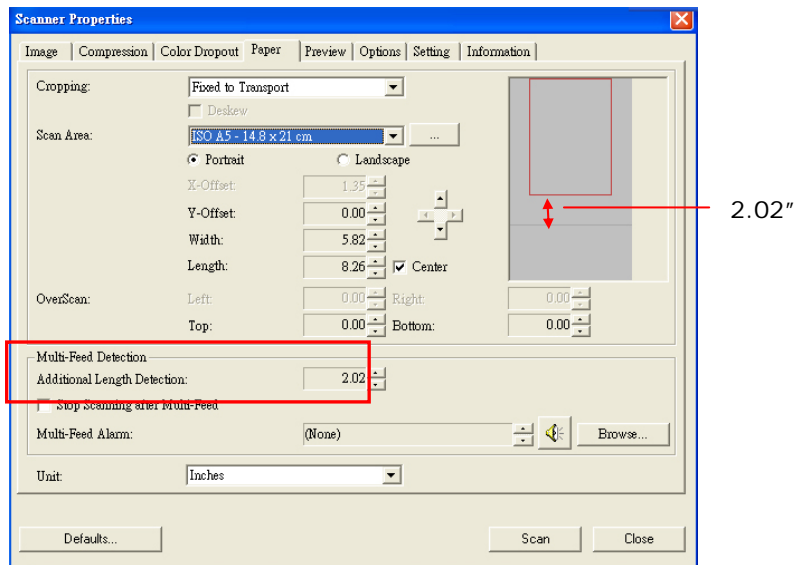 Scanner Properties
Image Compression Color Dropout Paper Preview Options Setting Information
Cropping: Fixed to Transport
Deskew
Scan Area: ISO A5 - 14.8 x 21 cm ...
Portrait Landscape
X-Offset: 1.35
Y-Offset: 0.00
2.02"
Width: 5.82
Length: 8.26 Center
OverScan: Left: 0.00 Right: 0.00
Top: 0.00 Bottom: 0.00
Multi-Feed Detection
Additional Length Detection: 2.02
Stop Scanning after Multi-Feed
Multi-Feed Alarm: (None) Browse...
Unit: Inches
Defaults... Scan Close